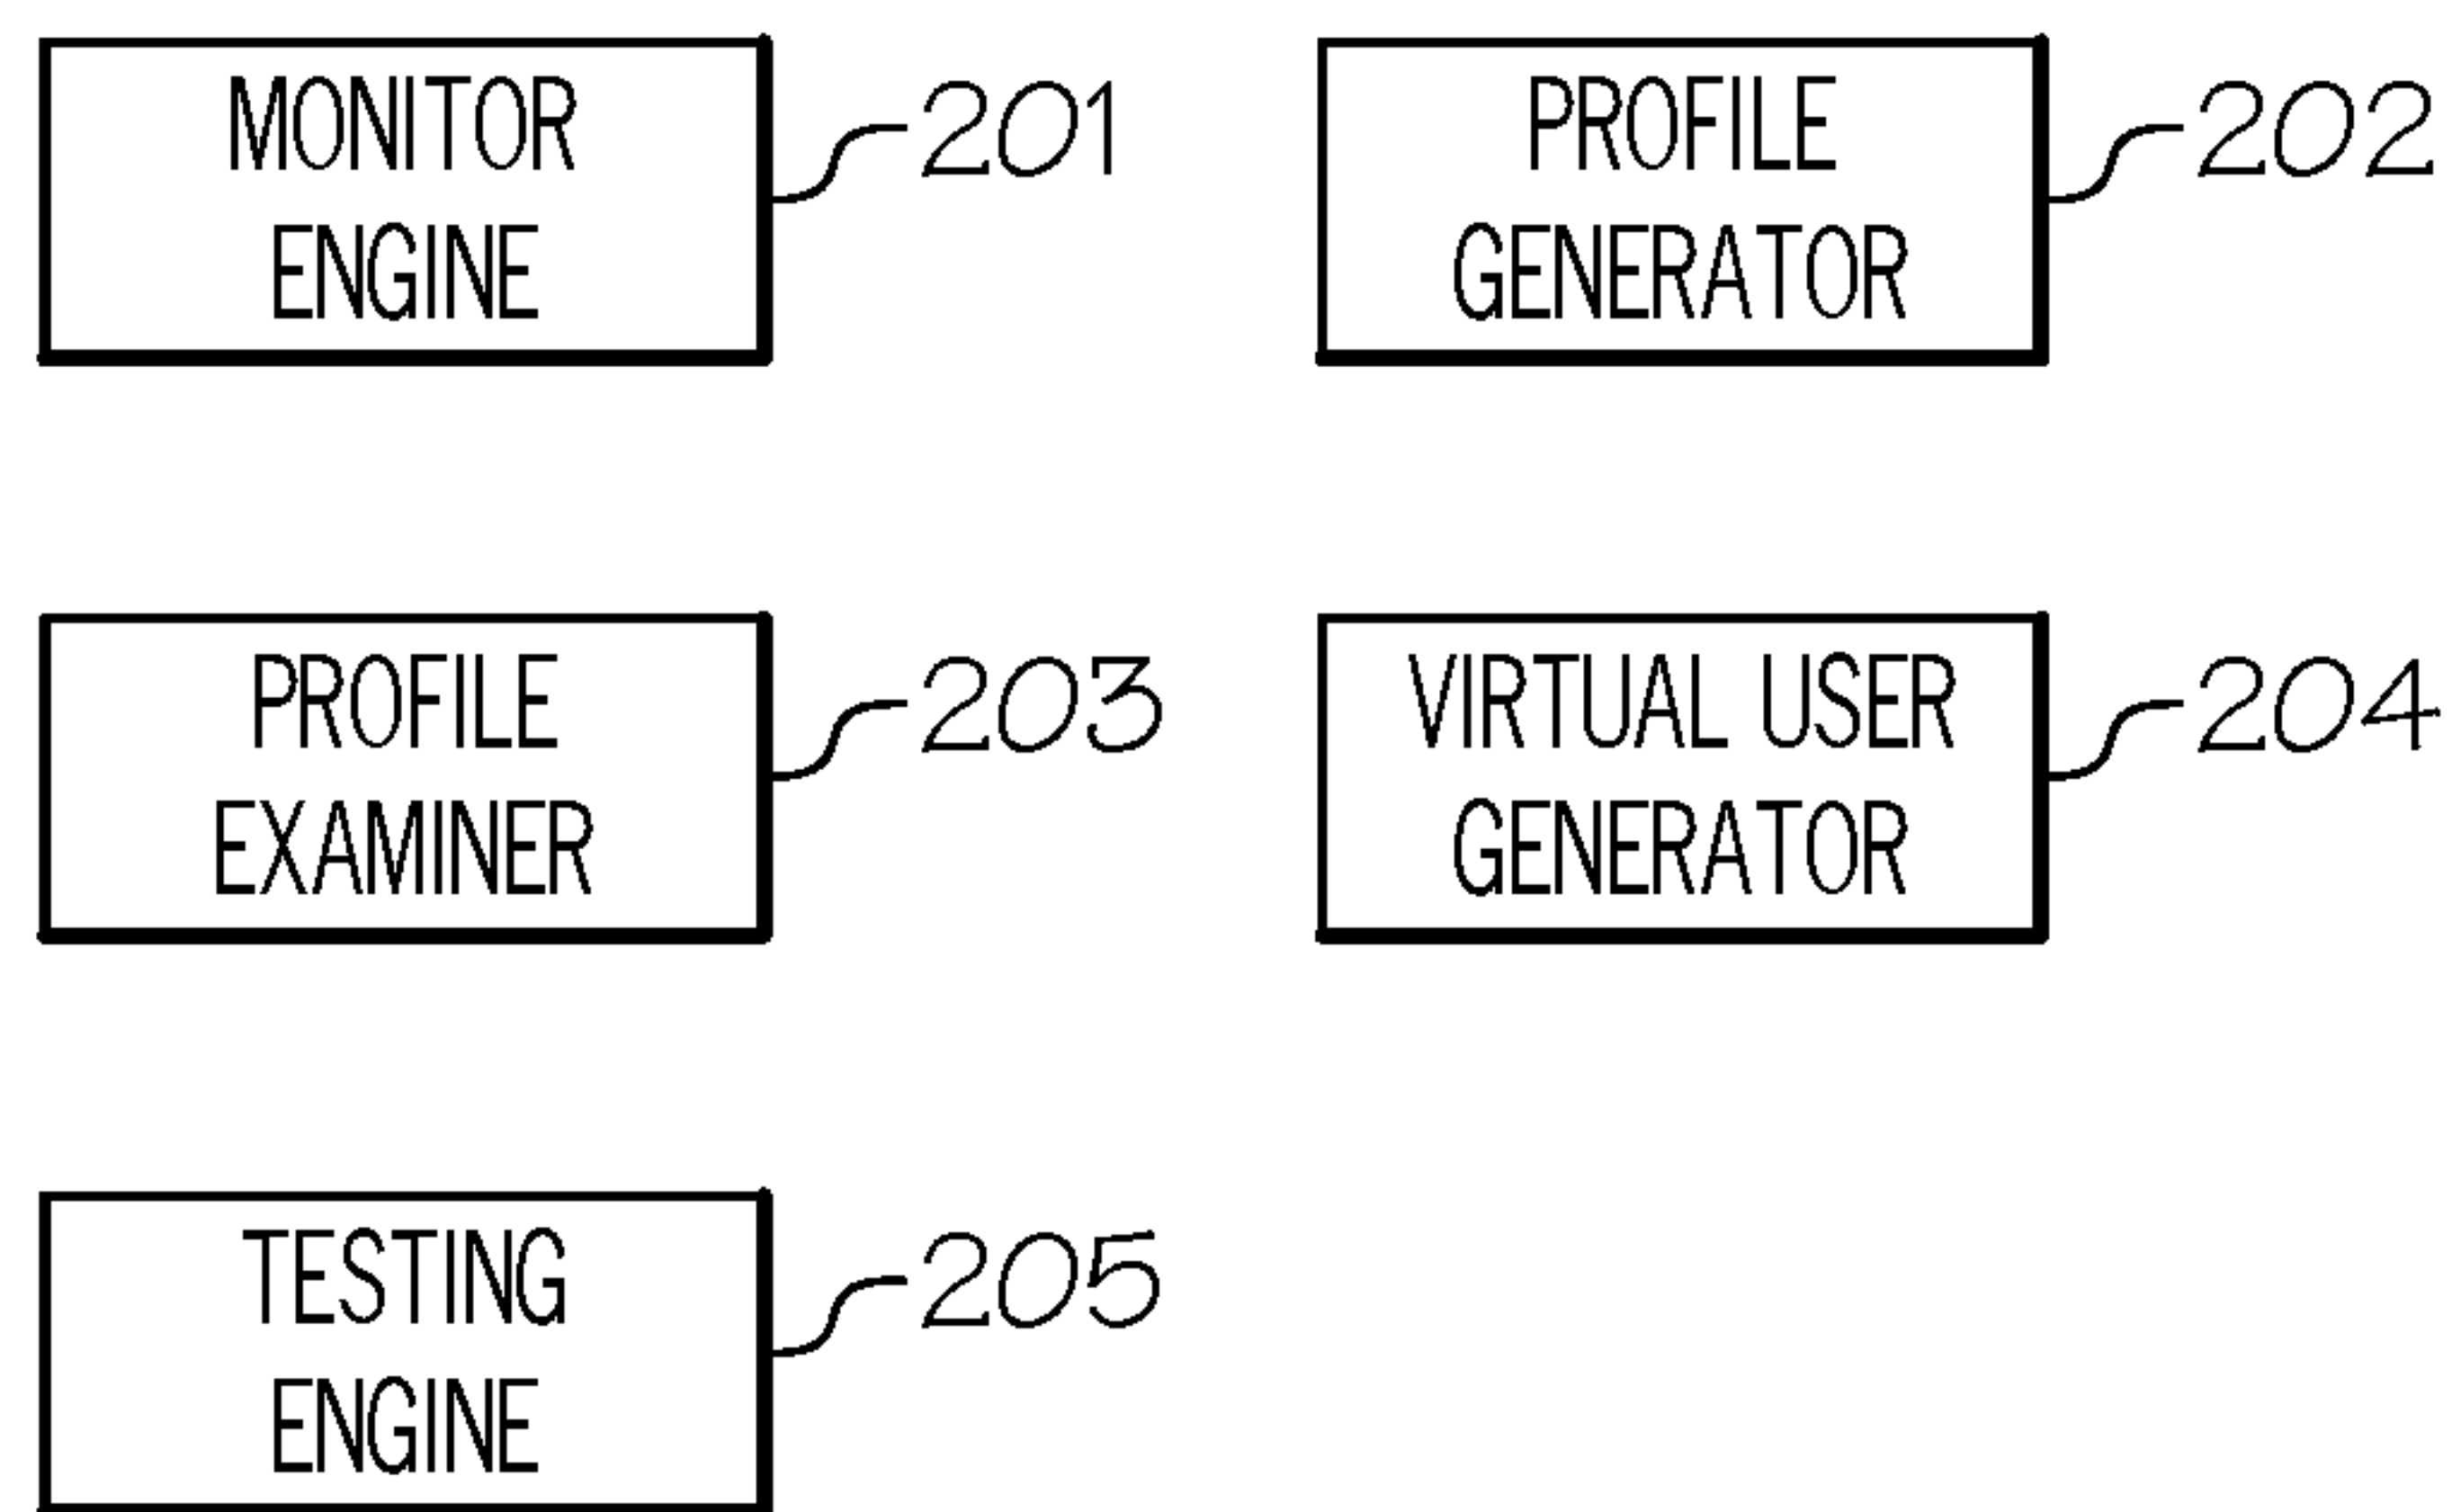 MONITOR
ENGINE
201
PROFILE
GENERATOR
202
PROFILE
EXAMINER
203
VIRTUAL USER
GENERATOR
204
TESTING
ENGINE
205